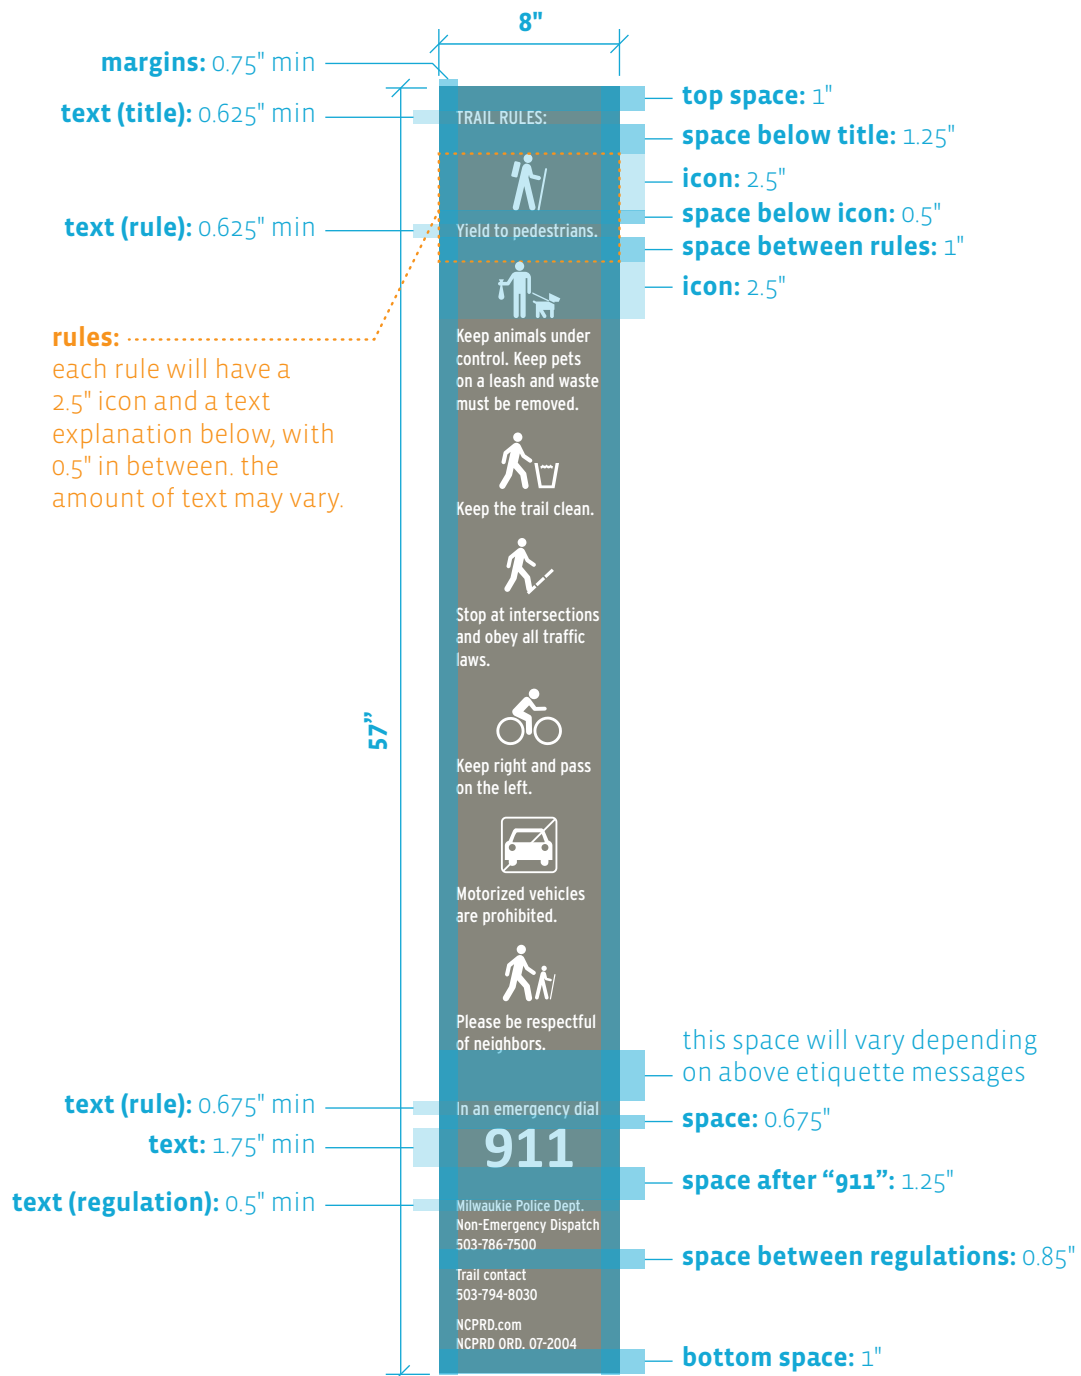 8"
margins: 0.75" min
text (title): 0.625" min
top space: 1"
TRAIL RULES:
space below title: 1.25"
icon: 2.5"
space below icon: 0.5"
text (rule): 0.625" min
Yield to pedestrians.
space between rules: 1"
icon: 2.5"
rules:
each rule will have a
2.5" icon and a text
explanation below, with
0.5" in between. the
amount of text may vary.
Keep animals under
control. Keep pets
on a leash and waste
must be removed.
Keep the trail clean.
Stop at intersections
and obey all traffic
laws.
57”
Keep right and pass
on the left.
Motorized vehicles
are prohibited.
Please be respectful
of neighbors.
this space will vary depending
on above etiquette messages
text (rule): 0.675" min
In an emergency dial
space: 0.675"
text: 1.75" min
911
space after “911”: 1.25"
text (regulation): 0.5" min
Milwaukie Police Dept.
Non-Emergency Dispatch
503-786-7500
space between regulations: 0.85"
Trail contact
503-794-8030
NCPRD.com
NCPRD ORD. 07-2004
bottom space: 1"